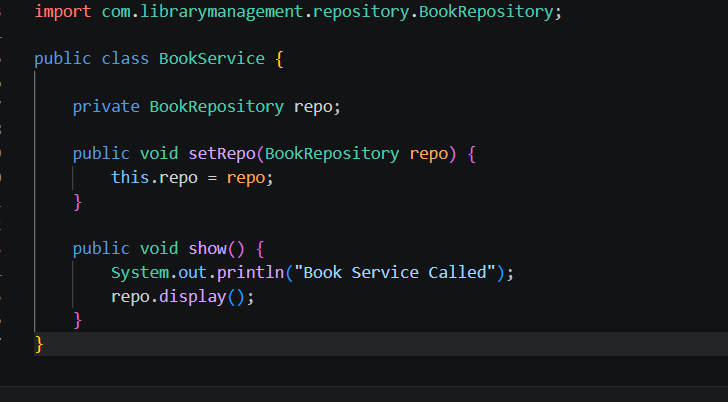 import com.librarymanagement.repository.BookRepository;
public class BookService {
private BookRepository repo;
public void setRepo(BookRepository repo) {
this.repo = repo;
}
public void show() {
System.out.println("Book Service Called");
repo.display();
}
}